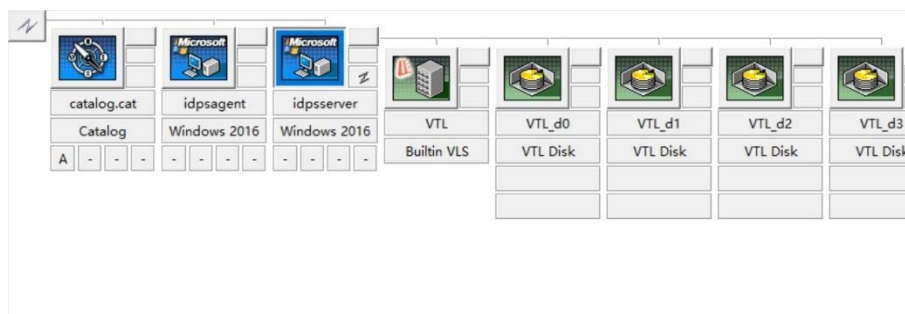 Microsoft
Microsoft
catalog.cat
idpsagent
idpsserver
Catalog
Windows 2016
Windows 2016
A - - -
- - - -
- - - -
VTL
VTL_d0
VTL_d1
VTL_d2
VTL_d3
Builtin VLS
VTL Disk
VTL Disk
VTL Disk
VTL Disk